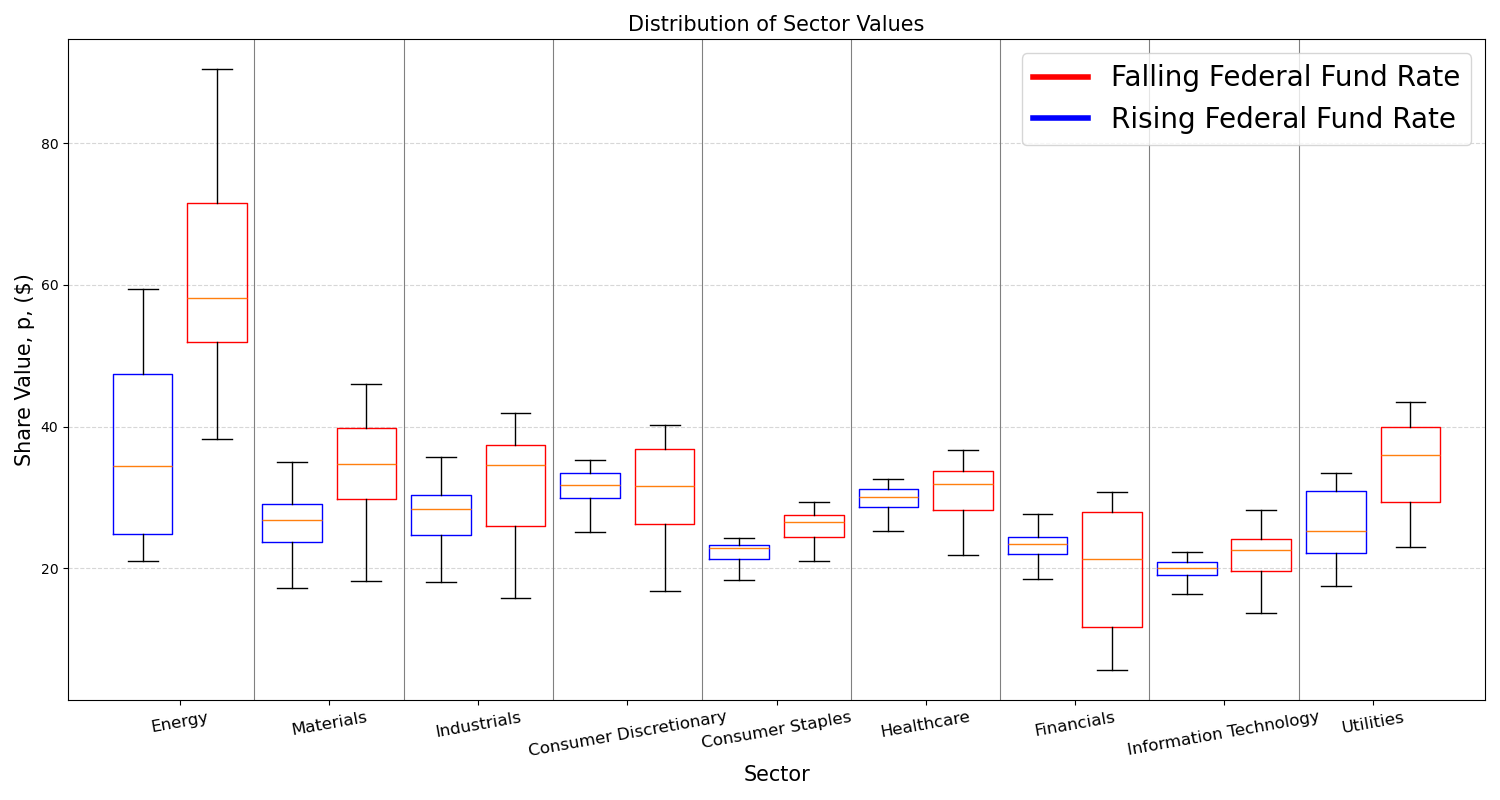 Distribution of Sector Values
Falling Federal Fund Rate
Rising Federal Fund Rate
Share Value, p, ($)
80
60
40
20
Energy
Materials
Industrials
Consumer Discretionary
Consumer Staples
Healthcare
Financials
Information Technology
Utilities
Sector